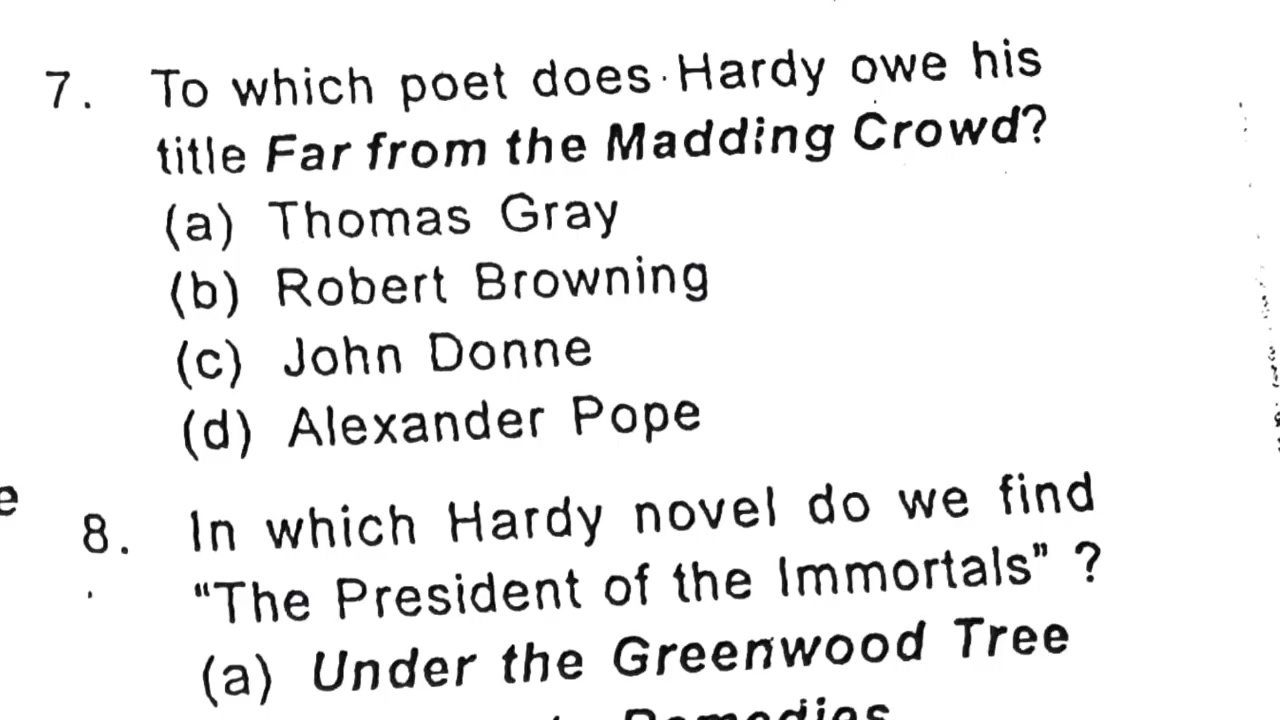 7. To which poet does Hardy owe his
title Far from the Madding Crowd?
(a) Thomas Gray
(b) Robert Browning
(c) John Donne
(d) Alexander Pope
e
8. In which Hardy novel do we find
"The President of the Immortals" ?
(a) Under the Greenwood Tree
Remedies